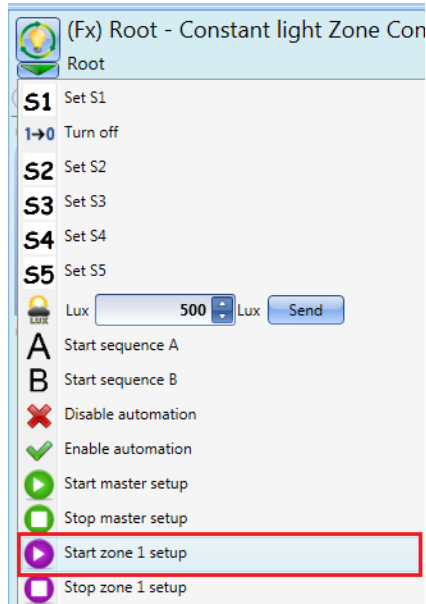 (Fx) Root - Constant light Zone Con
Root
S1 Set S1
1→0 Turn off
S2 Set S2
S3 Set S3
S4 Set S4
S5 Set S5
LUX Lux 500 Lux Send
A Start sequence A
B Start sequence B
Disable automation
Enable automation
Start master setup
Stop master setup
Start zone 1 setup
Stop zone 1 setup